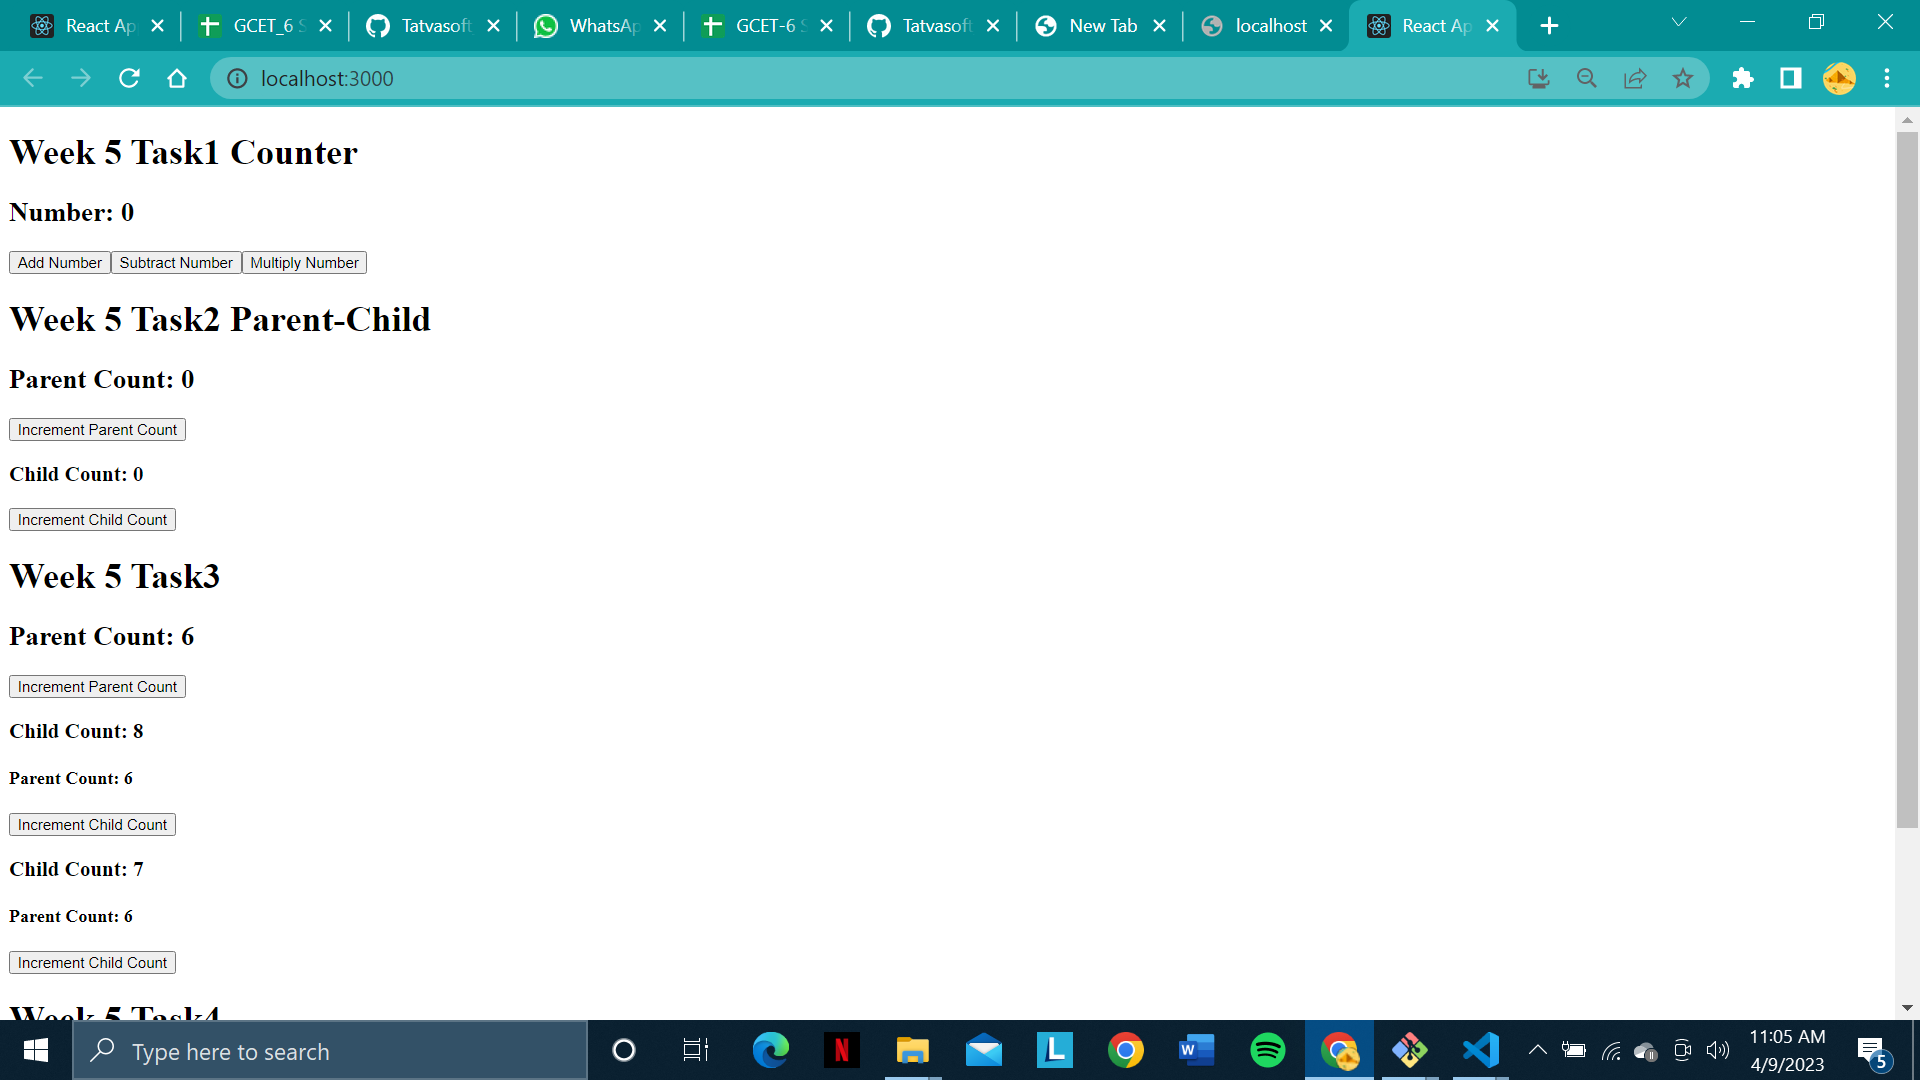 React Ap
GCET_6 S
Tatvasoft
WhatsAp
GCET-6 S
Tatvasoft
New Tab
localhost
React Ap
localhost:3000
Week 5 Task1 Counter
Number: 0
Add Number Subtract Number Multiply Number
Week 5 Task2 Parent-Child
Parent Count: 0
Increment Parent Count
Child Count: 0
Increment Child Count
Week 5 Task3
Parent Count: 6
Increment Parent Count
Child Count: 8
Parent Count: 6
Increment Child Count
Child Count: 7
Parent Count: 6
Increment Child Count
Week 5 Task4
Type here to search
N
L
W
11:05 AM
4/9/2023
5